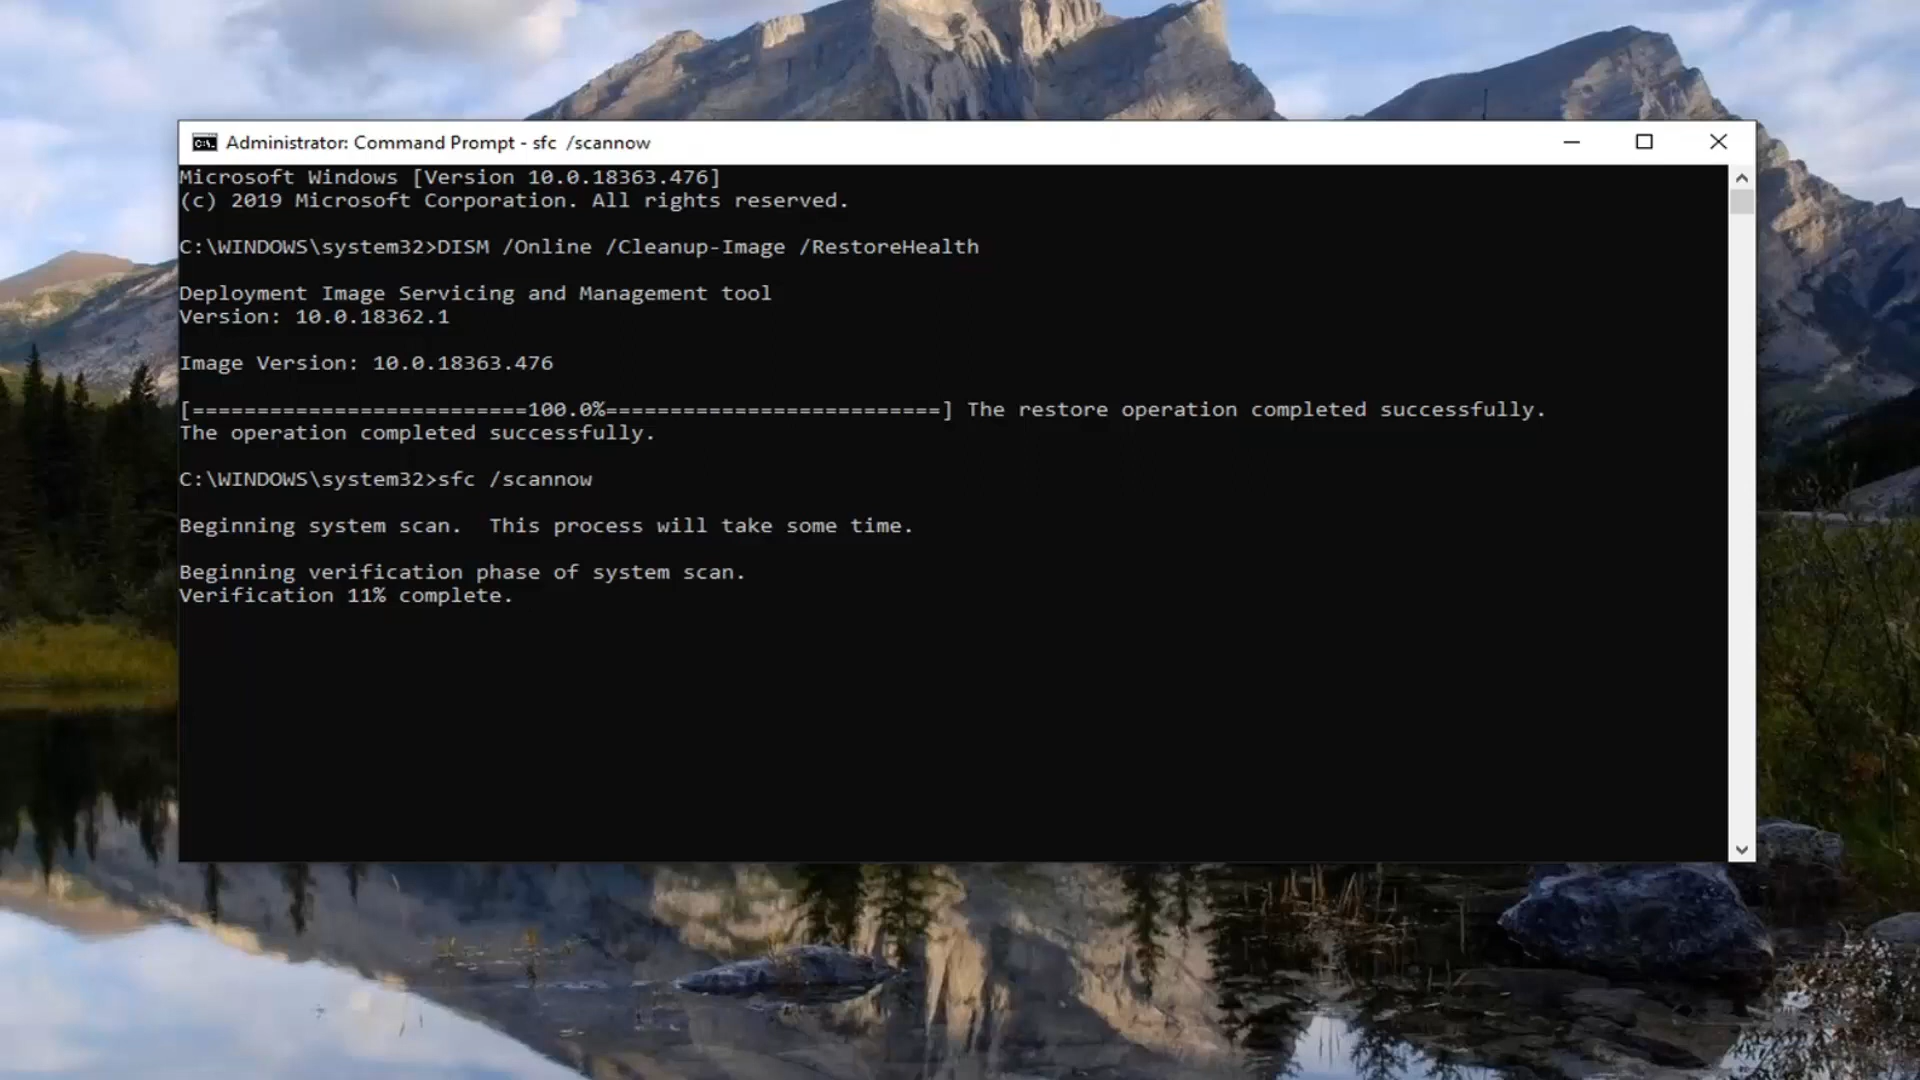 Administrator: Command Prompt - sfc  /scannow
Microsoft Windows [Version 10.0.18363.476]
(c) 2019 Microsoft Corporation. All rights reserved.
C:\WINDOWS\system32>DISM /Online /Cleanup-Image /RestoreHealth
Deployment Image Servicing and Management tool
Version: 10.0.18362.1
Image Version: 10.0.18363.476
[==========================100.0%==========================] The restore operation completed successfully.
The operation completed successfully.
C:\WINDOWS\system32>sfc /scannow
Beginning system scan.  This process will take some time.
Beginning verification phase of system scan.
Verification 11% complete.